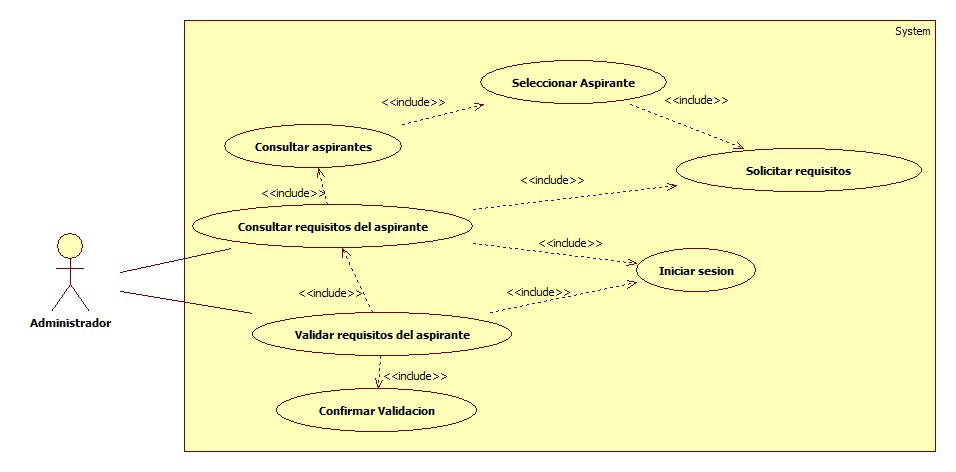 System
Seleccionar Aspirante
<<include>>
<<include>>
Consultar aspirantes
Solicitar requisitos
<<include>>
<<include>>
Consultar requisitos del aspirante
<<include>>
Iniciar sesion
<<include>>
<<include>>
Administrador
Validar requisitos del aspirante
<<include>>
Confirmar Validacion